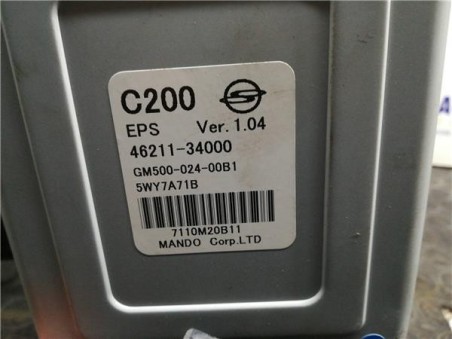 C200
EPS Ver. 1.04
46211-34000
GM500-024-00B1
5WY7A71B
7110M20B11
MANDO Corp.LTD